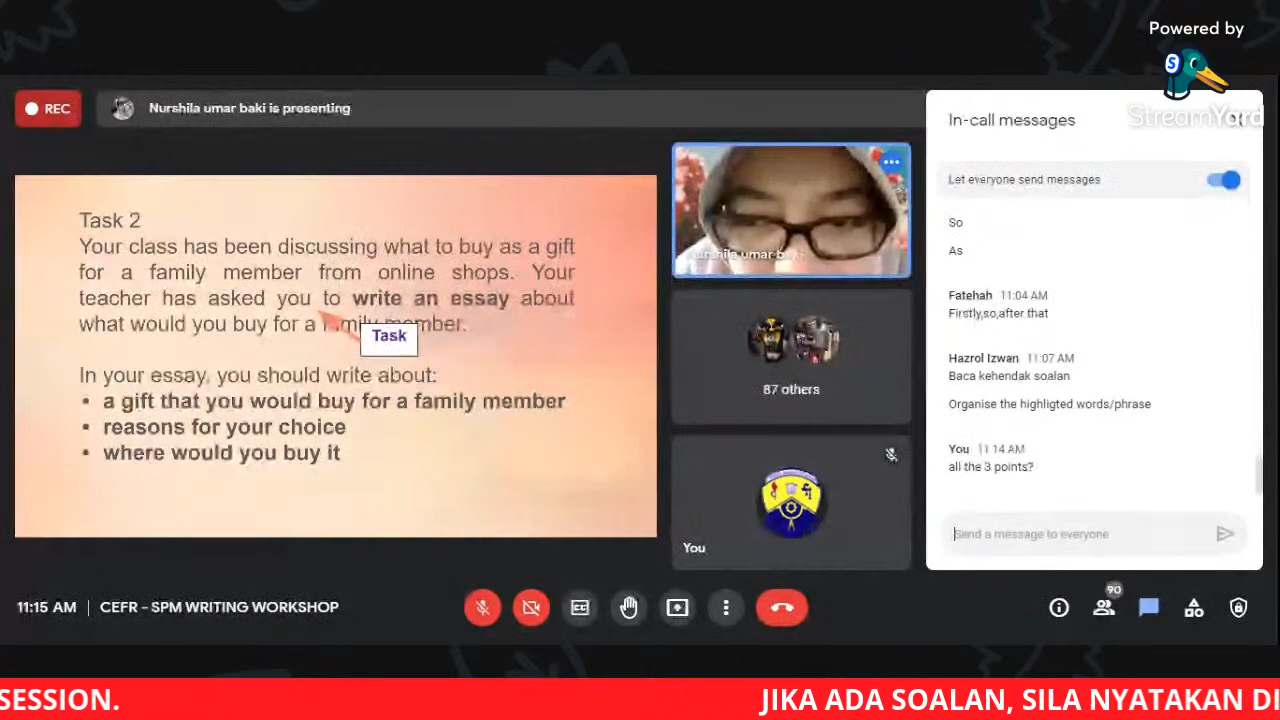 Powered by
StreamYard
REC
Nurshila umar baki is presenting
Task 2
Your class has been discussing what to buy as a gift
for a family member from online shops. Your
teacher has asked you to write an essay about
what would you buy for a family member.
Task
In your essay, you should write about:
• a gift that you would buy for a family member
• reasons for your choice
• where would you buy it
Nurshila umar
87 others
You
In-call messages
Let everyone send messages
So
As
Fatehah 11:04 AM
Firstly,so,after that
Hazrol Izwan 11:07 AM
Baca kehendak soalan
Organise the highligted words/phrase
You 11:14 AM
all the 3 points?
Send a message to everyone
11:15 AM | CEFR - SPM WRITING WORKSHOP
90
SESSION.
JIKA ADA SOALAN, SILA NYATAKAN DI